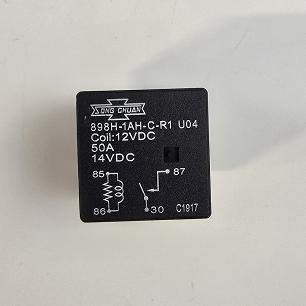 SONG CHUAN
898H-1AH-C-R1 U04
Coil:12VDC
50A
14VDC
85 87
86 30 C1917